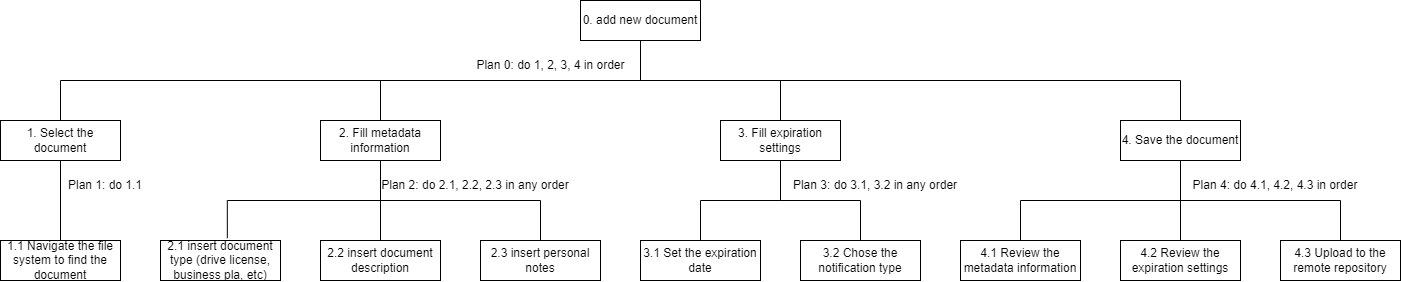 0. add new document
Plan 0: do 1, 2, 3, 4 in order
1. Select the
document
2. Fill metadata
information
3. Fill expiration
settings
4. Save the document
Plan 1: do 1.1
Plan 2: do 2.1, 2.2, 2.3 in any order
Plan 3: do 3.1, 3.2 in any order
Plan 4: do 4.1, 4.2, 4.3 in order
1.1 Navigate the file
system to find the
document
2.1 insert document
type (drive license,
business pla, etc)
2.2 insert document
description
2.3 insert personal
notes
3.1 Set the expiration
date
3.2 Chose the
notification type
4.1 Review the
metadata information
4.2 Review the
expiration settings
4.3 Upload to the
remote repository